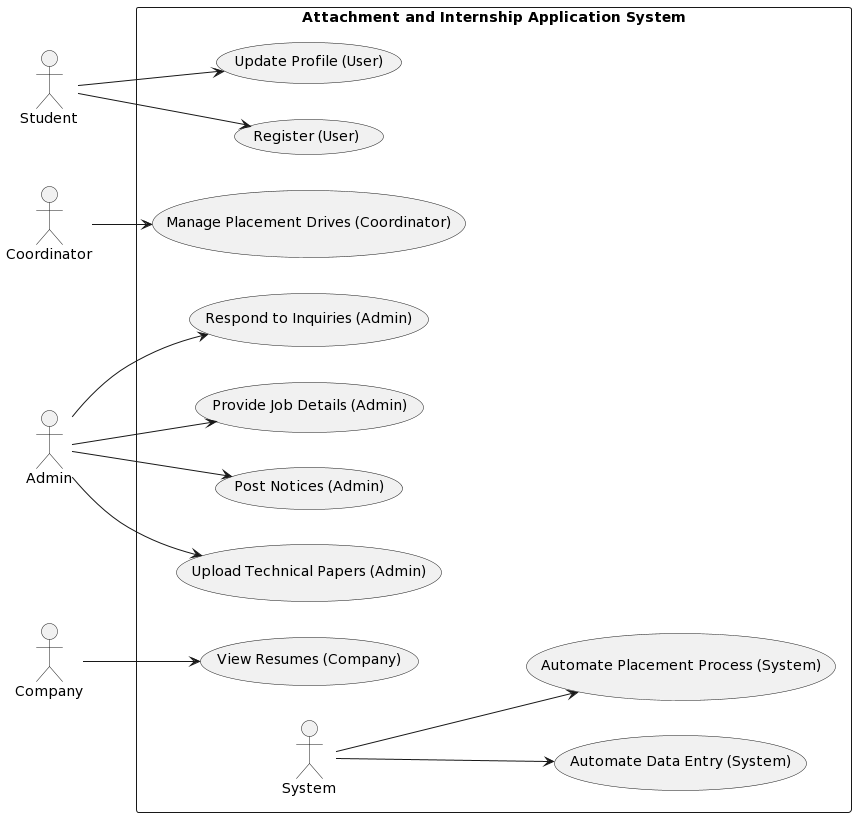 Attachment and Internship Application System
Update Profile (User)
Student
Register (User)
Manage Placement Drives (Coordinator)
Coordinator
Respond to Inquiries (Admin)
Provide Job Details (Admin)
Admin
Post Notices (Admin)
Upload Technical Papers (Admin)
View Resumes (Company)
Automate Placement Process (System)
Company
Automate Data Entry (System)
System